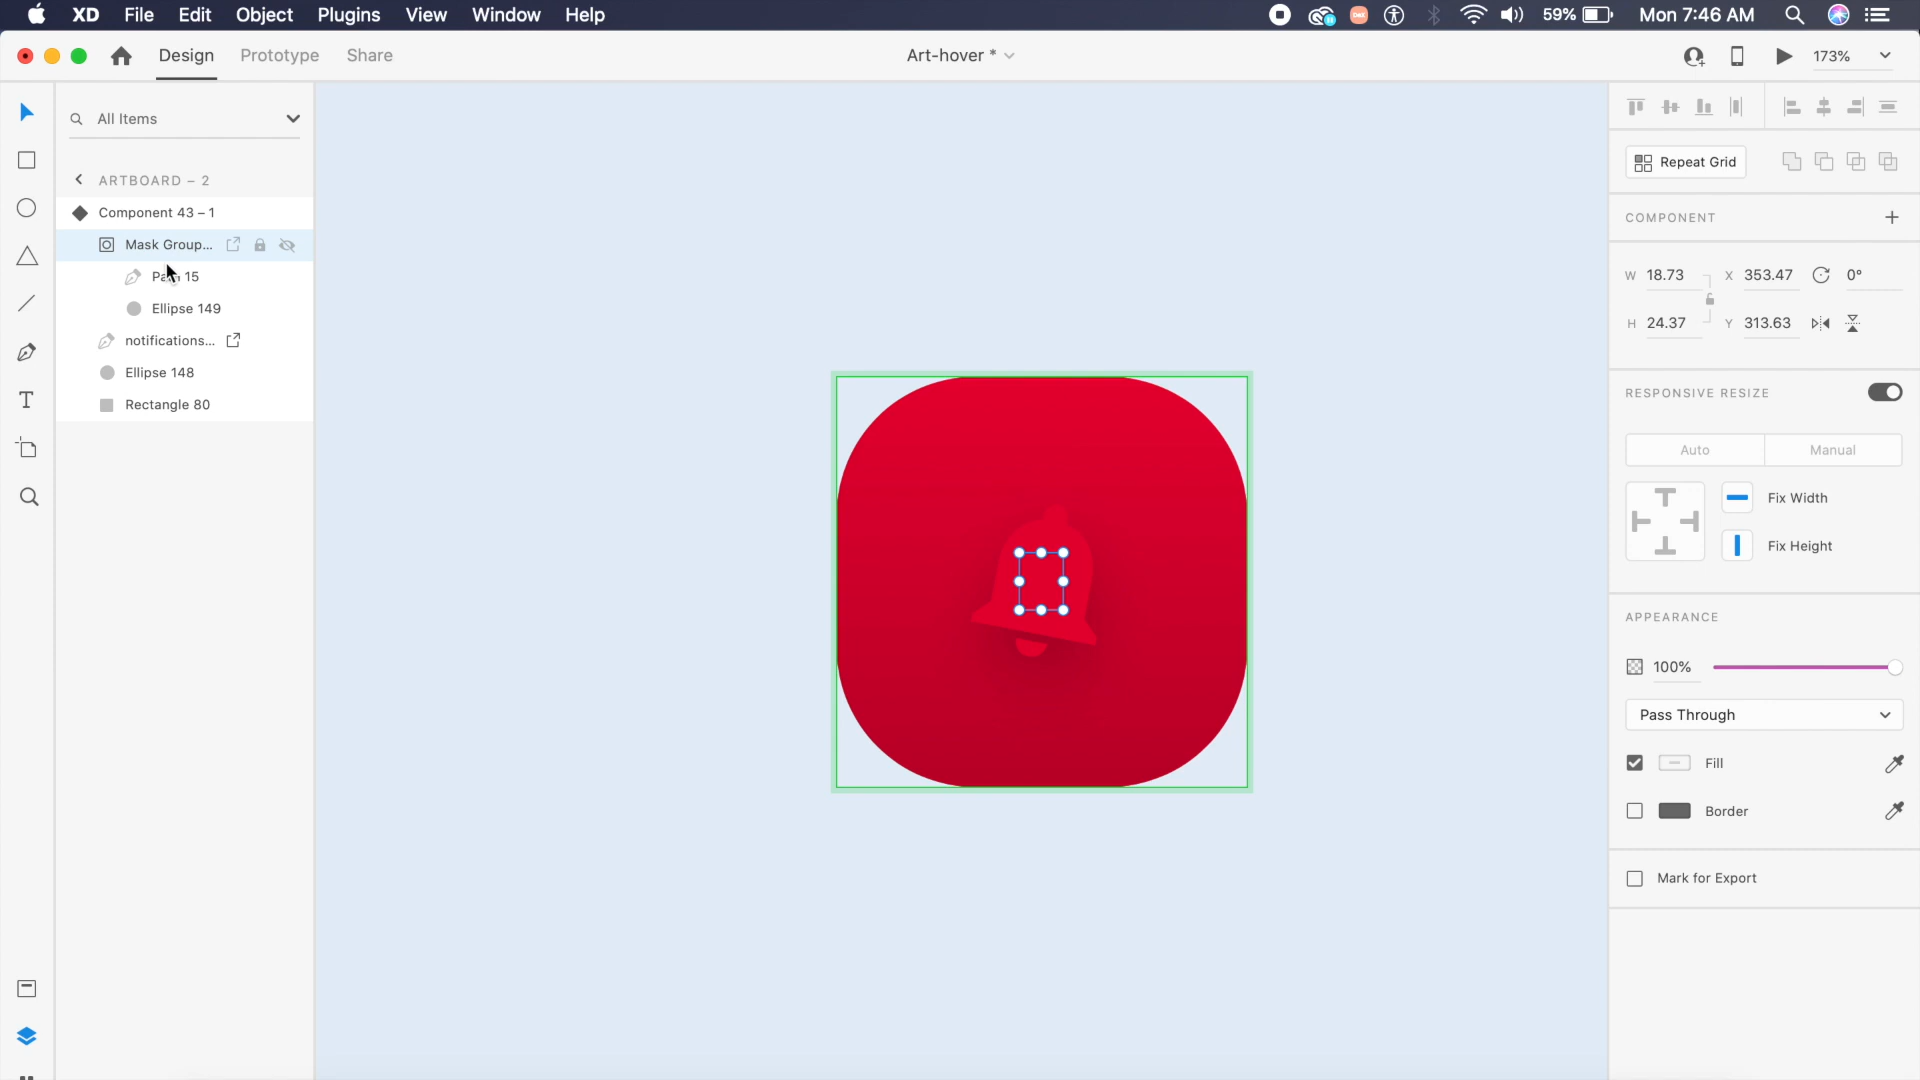 XD File Edit Object Plugins View Window Help 59% Mon 7:46 AM
Design Prototype Share Art-hover * 173%
All Items
ARTBOARD – 2
Component 43 – 1
Mask Group...
Path 15
Ellipse 149
notifications...
Ellipse 148
Rectangle 80
Repeat Grid
COMPONENT
W 18.73 X 353.47 0°
H 24.37 Y 313.63
RESPONSIVE RESIZE
Auto Manual
Fix Width
Fix Height
APPEARANCE
100%
Pass Through
Fill
Border
Mark for Export